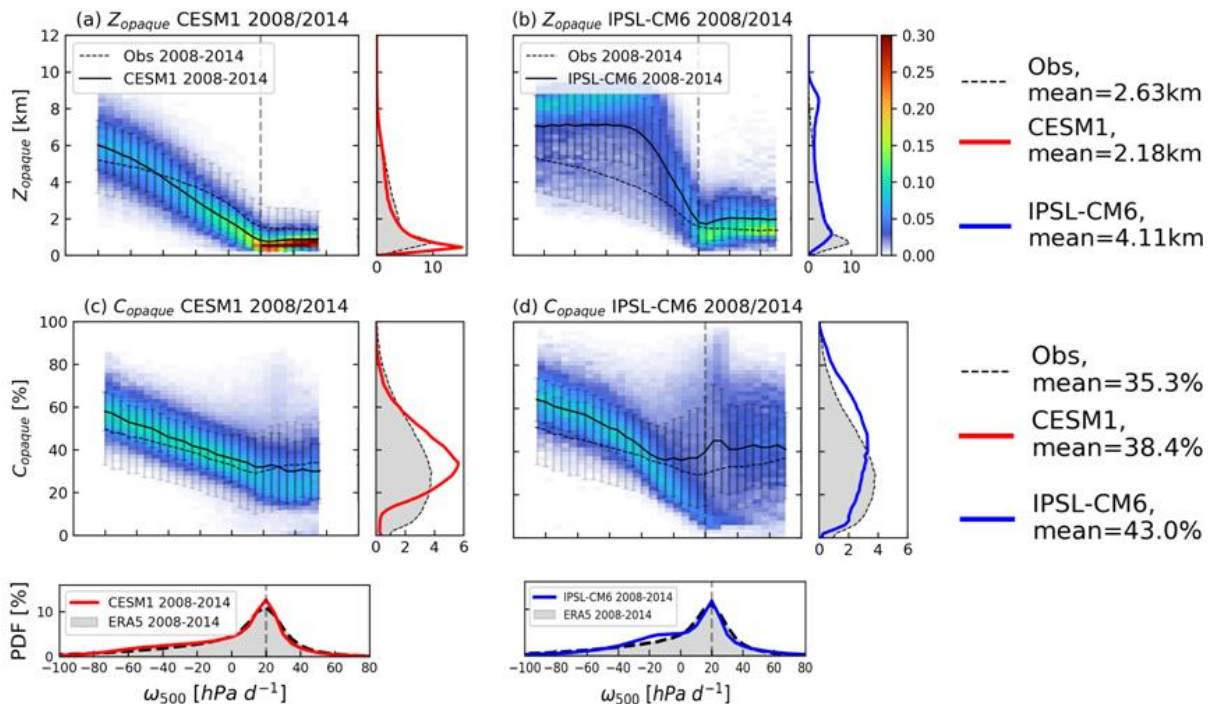 (a) Zopaque CESM1 2008/2014
(b) Zopaque IPSL-CM6 2008/2014
12
10
8
6
4
2
0
Zopaque [km]
Obs 2008-2014
CESM1 2008-2014
0 10
Obs 2008-2014
IPSL-CM6 2008-2014
0 10
0.30
0.25
0.20
0.15
0.10
0.05
0.00
Obs,
mean=2.63km
CESM1,
mean=2.18km
IPSL-CM6,
mean=4.11km
(c) Copaque CESM1 2008/2014
(d) Copaque IPSL-CM6 2008/2014
100
80
60
40
20
0
Copaque [%]
0 2 4 6
0 2 4 6
Obs,
mean=35.3%
CESM1,
mean=38.4%
IPSL-CM6,
mean=43.0%
PDF [%]
10
0
CESM1 2008-2014
ERA5 2008-2014
−100 −80 −60 −40 −20 0 20 40 60 80
ω500 [hPa d−1]
IPSL-CM6 2008-2014
ERA5 2008-2014
−100 −80 −60 −40 −20 0 20 40 60 80
ω500 [hPa d−1]